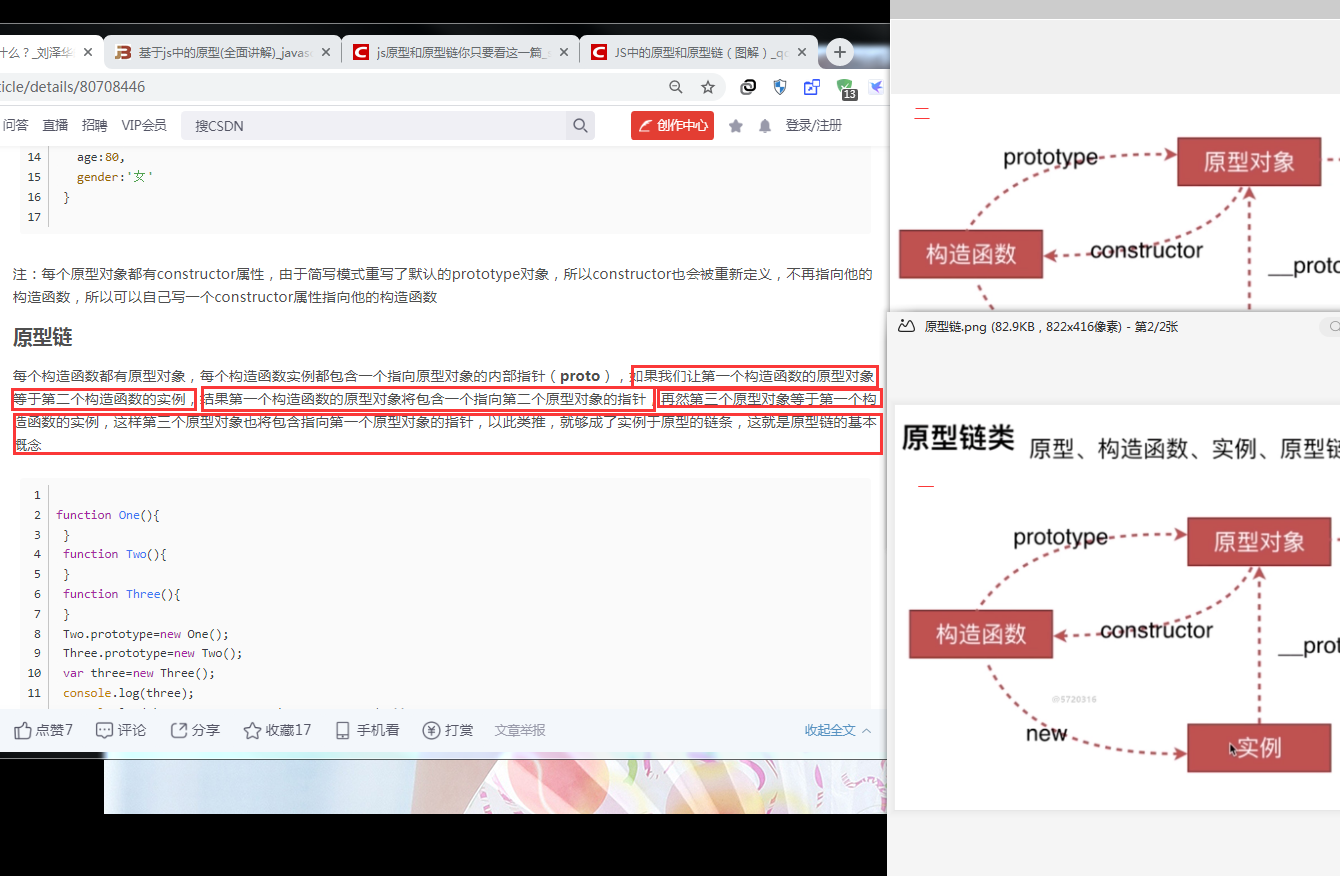 什么？_刘泽华
基于js中的原型(全面讲解)_javas
js原型和原型链你只要看这一篇_
JS中的原型和原型链（图解）_qc
icle/details/80708446
13
问答
直播
招聘
VIP会员
搜CSDN
创作中心
登录/注册
14 age:80,
15 gender:'女'
16 }
17
注：每个原型对象都有constructor属性，由于简写模式重写了默认的prototype对象，所以constructor也会被重新定义，不再指向他的
构造函数，所以可以自己写一个constructor属性指向他的构造函数
原型链
每个构造函数都有原型对象，每个构造函数实例都包含一个指向原型对象的内部指针（proto），如果我们让第一个构造函数的原型对象
等于第二个构造函数的实例，结果第一个构造函数的原型对象将包含一个指向第二个原型对象的指针，再然第三个原型对象等于第一个构
造函数的实例，这样第三个原型对象也将包含指向第一个原型对象的指针，以此类推，就够成了实例于原型的链条，这就是原型链的基本
概念
1
2 function One(){
3 }
4 function Two(){
5 }
6 function Three(){
7 }
8 Two.prototype=new One();
9 Three.prototype=new Two();
10 var three=new Three();
11 console.log(three);
点赞7
评论
分享
收藏17
手机看
打赏
文章举报
收起全文
二
prototype
原型对象
构造函数
constructor
__proto
原型链.png (82.9KB，822x416像素) - 第2/2张
原型链类
原型、构造函数、实例、原型链
一
prototype
原型对象
构造函数
constructor
__prot
@5720316
new
实例